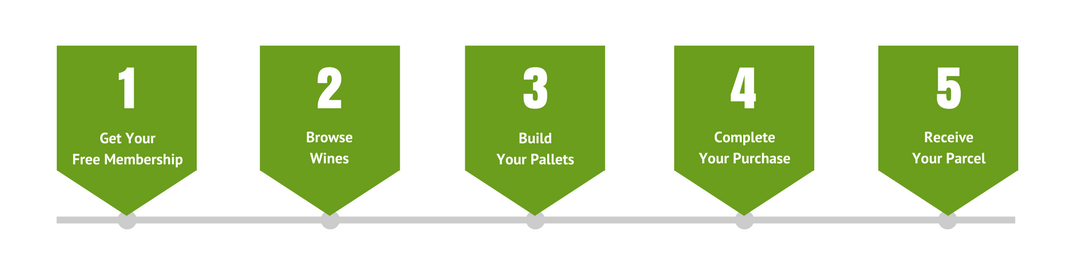 1
Get Your
Free Membership
2
Browse
Wines
3
Build
Your Pallets
4
Complete
Your Purchase
5
Receive
Your Parcel